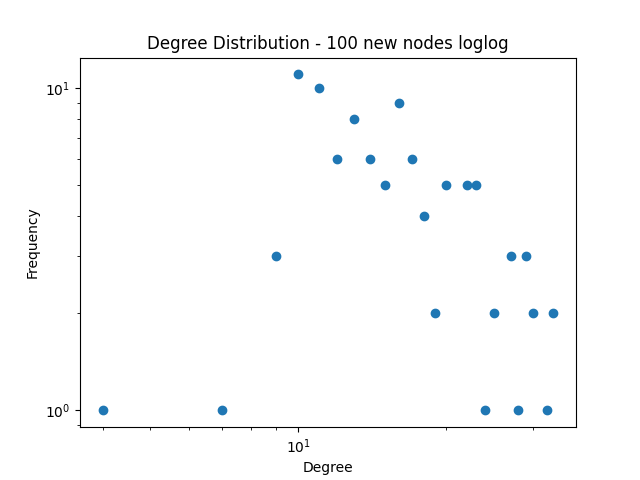 Degree Distribution - 100 new nodes loglog
10¹
Frequency
10⁰
10¹
Degree